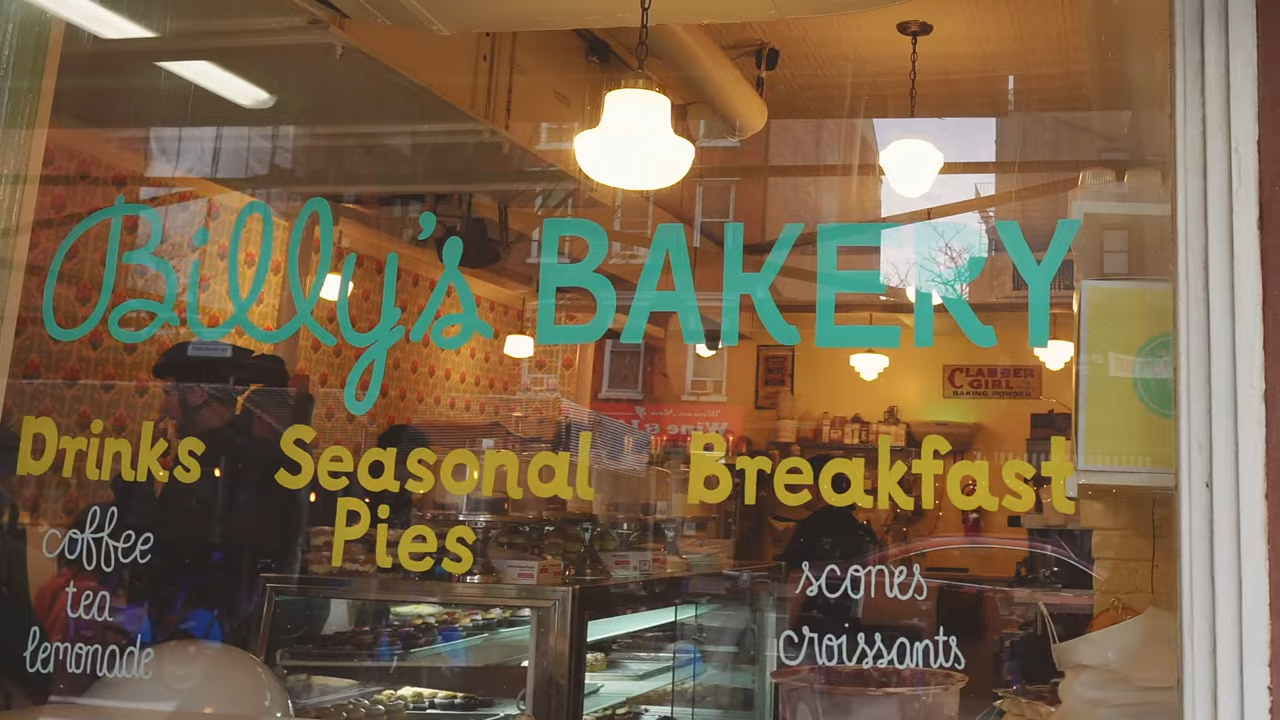 Billy's BAKERY
Drinks
coffee
tea
lemonade
Seasonal
Pies
Breakfast
scones
croissants
CLABBER
GIRL
BAKING POWDER